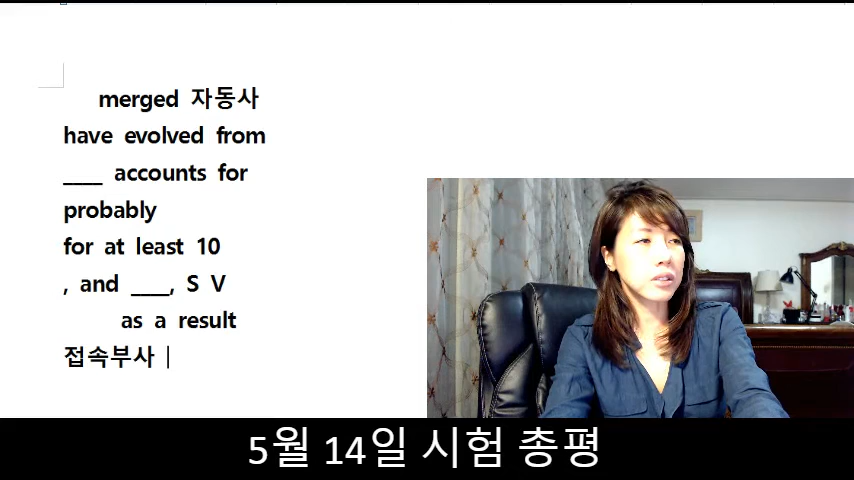 merged 자동사
have evolved from
____ accounts for
probably
for at least 10
, and ____, S V
as a result
접속부사
5월 14일 시험 총평